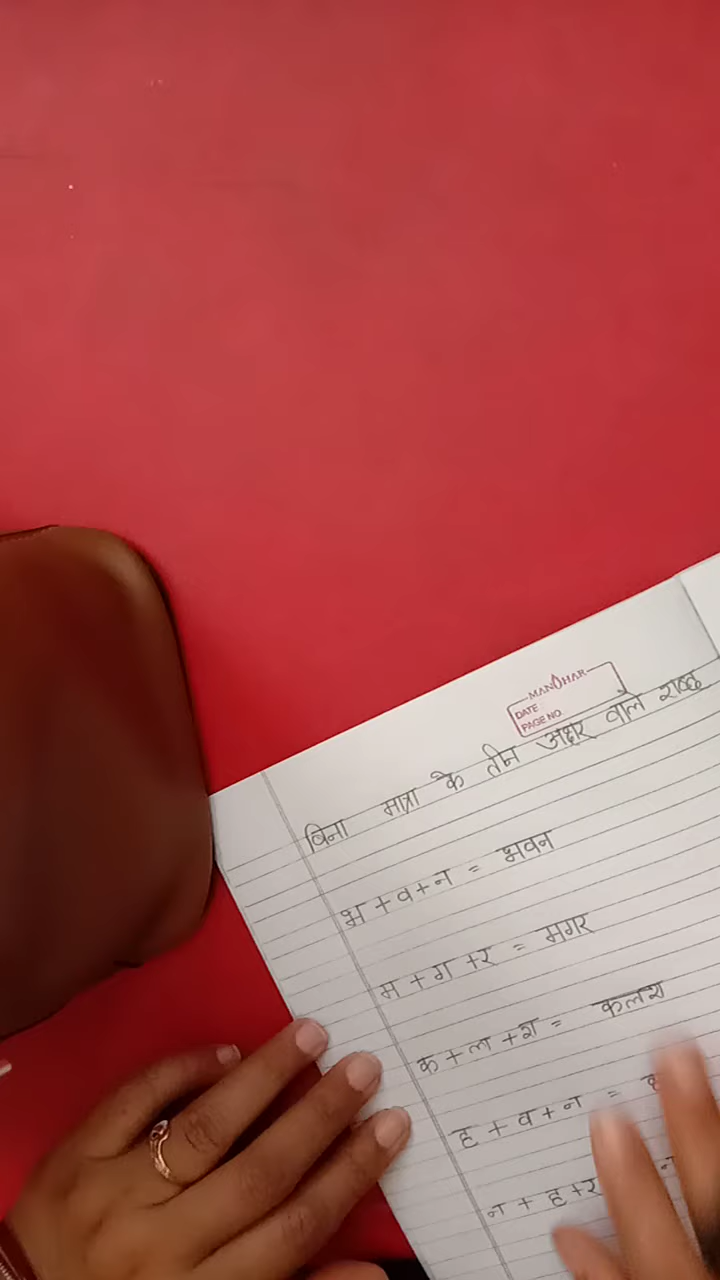 MANOHAR
DATE
PAGE NO.
बिना मात्रा के तीन अक्षर वाले शब्द
भ + व + न = भवन
म + ग + र = मगर
क + ल + श = कलश
ह + व + न = ह
न + ह + र न